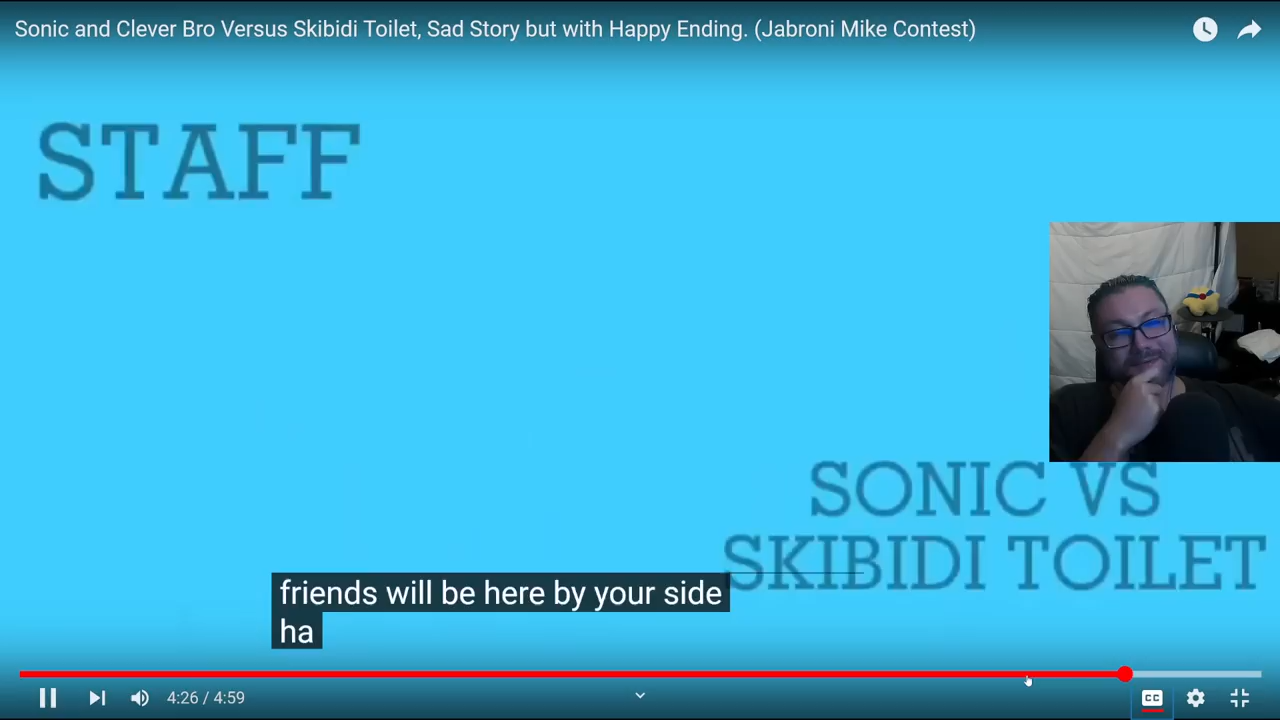 Sonic and Clever Bro Versus Skibidi Toilet, Sad Story but with Happy Ending. (Jabroni Mike Contest)
STAFF
SONIC VS
SKIBIDI TOILET
friends will be here by your side
ha
4:26 / 4:59
CC